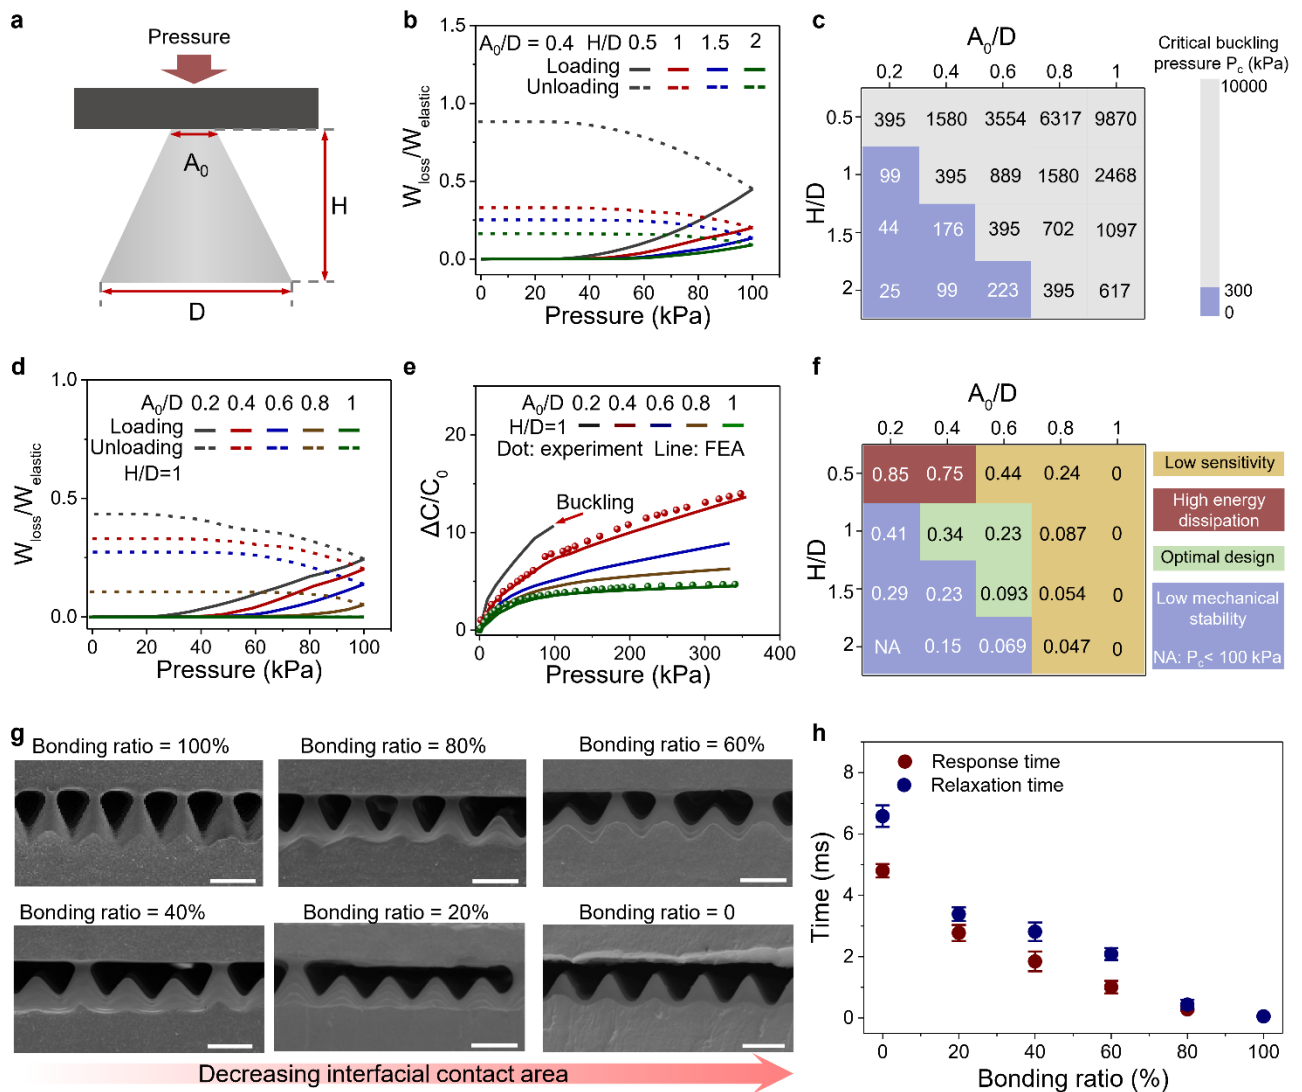 a
Pressure
A0
H
D
b
A0/D = 0.4 H/D 0.5 1 1.5 2
Loading
Unloading
Wloss/Welastic
1.5
1.0
0.5
0.0
0 20 40 60 80 100
Pressure (kPa)
c
A0/D
0.2 0.4 0.6 0.8 1
H/D
0.5 395 1580 3554 6317 9870
1 99 395 889 1580 2468
1.5 44 176 395 702 1097
2 25 99 223 395 617
Critical buckling
pressure Pc (kPa)
10000
300
0
d
A0/D 0.2 0.4 0.6 0.8 1
Loading
Unloading
H/D=1
Wloss/Welastic
1.0
0.5
0.0
0 20 40 60 80 100
Pressure (kPa)
e
A0/D 0.2 0.4 0.6 0.8 1
H/D=1
Dot: experiment Line: FEA
Buckling
ΔC/C0
20
10
0
0 100 200 300 400
Pressure (kPa)
f
A0/D
0.2 0.4 0.6 0.8 1
H/D
0.5 0.85 0.75 0.44 0.24 0
1 0.41 0.34 0.23 0.087 0
1.5 0.29 0.23 0.093 0.054 0
2 NA 0.15 0.069 0.047 0
Low sensitivity
High energy
dissipation
Optimal design
Low mechanical
stability
NA: Pc< 100 kPa
g
Bonding ratio = 100%
Bonding ratio = 80%
Bonding ratio = 60%
Bonding ratio = 40%
Bonding ratio = 20%
Bonding ratio = 0
Decreasing interfacial contact area
h
Response time
Relaxation time
Time (ms)
8
6
4
2
0
0 20 40 60 80 100
Bonding ratio (%)